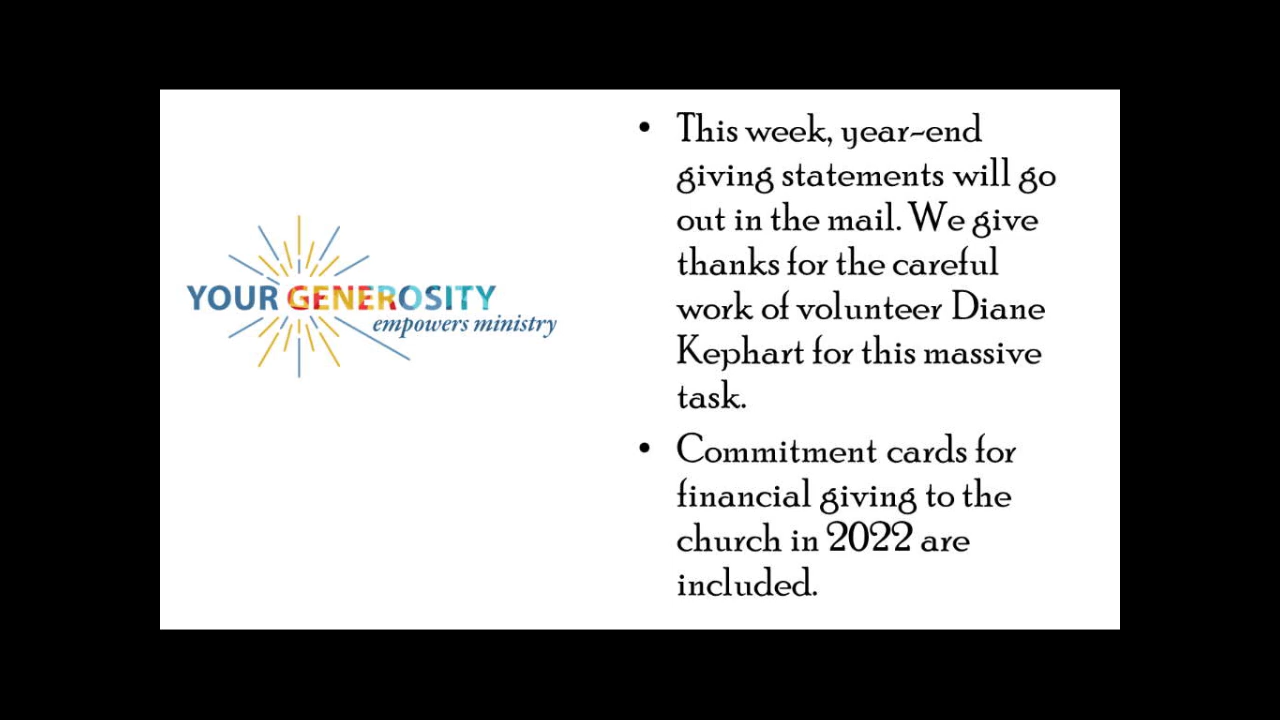 YOUR GENEROSITY
empowers ministry
• This week, year-end
giving statements will go
out in the mail. We give
thanks for the careful
work of volunteer Diane
Kephart for this massive
task.
• Commitment cards for
financial giving to the
church in 2022 are
included.